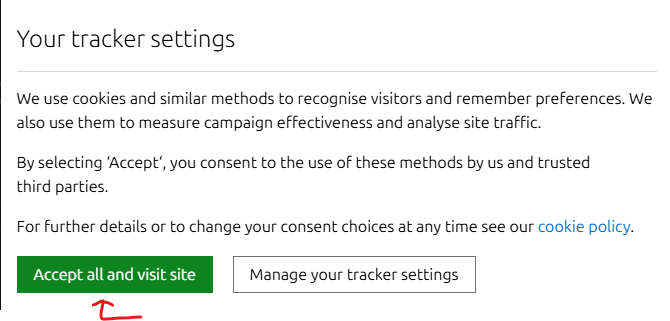 Your tracker settings
We use cookies and similar methods to recognise visitors and remember preferences. We
also use them to measure campaign effectiveness and analyse site traffic.
By selecting ‘Accept‘, you consent to the use of these methods by us and trusted
third parties.
For further details or to change your consent choices at any time see our cookie policy.
Accept all and visit site
Manage your tracker settings